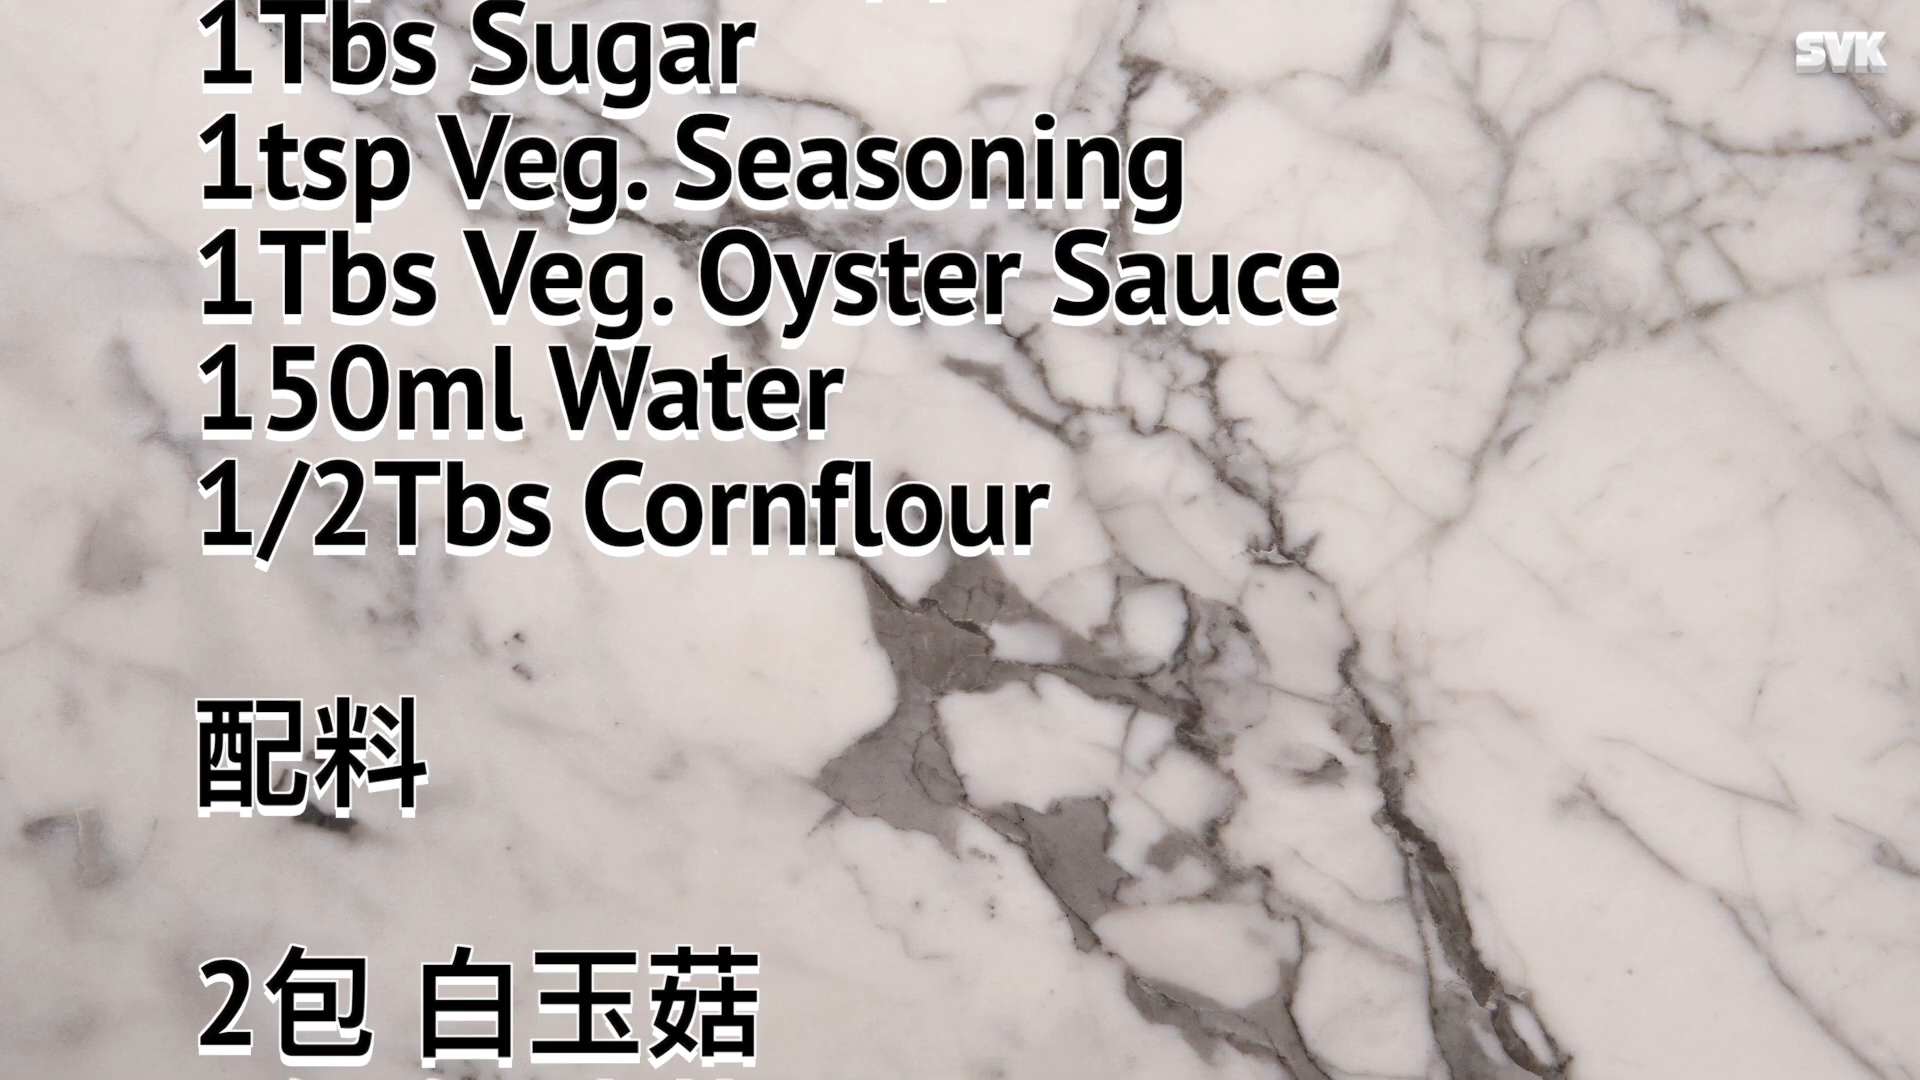 SVK
1Tbs Sugar
1tsp Veg. Seasoning
1Tbs Veg. Oyster Sauce
150ml Water
1/2Tbs Cornflour
配料
2包 白玉菇